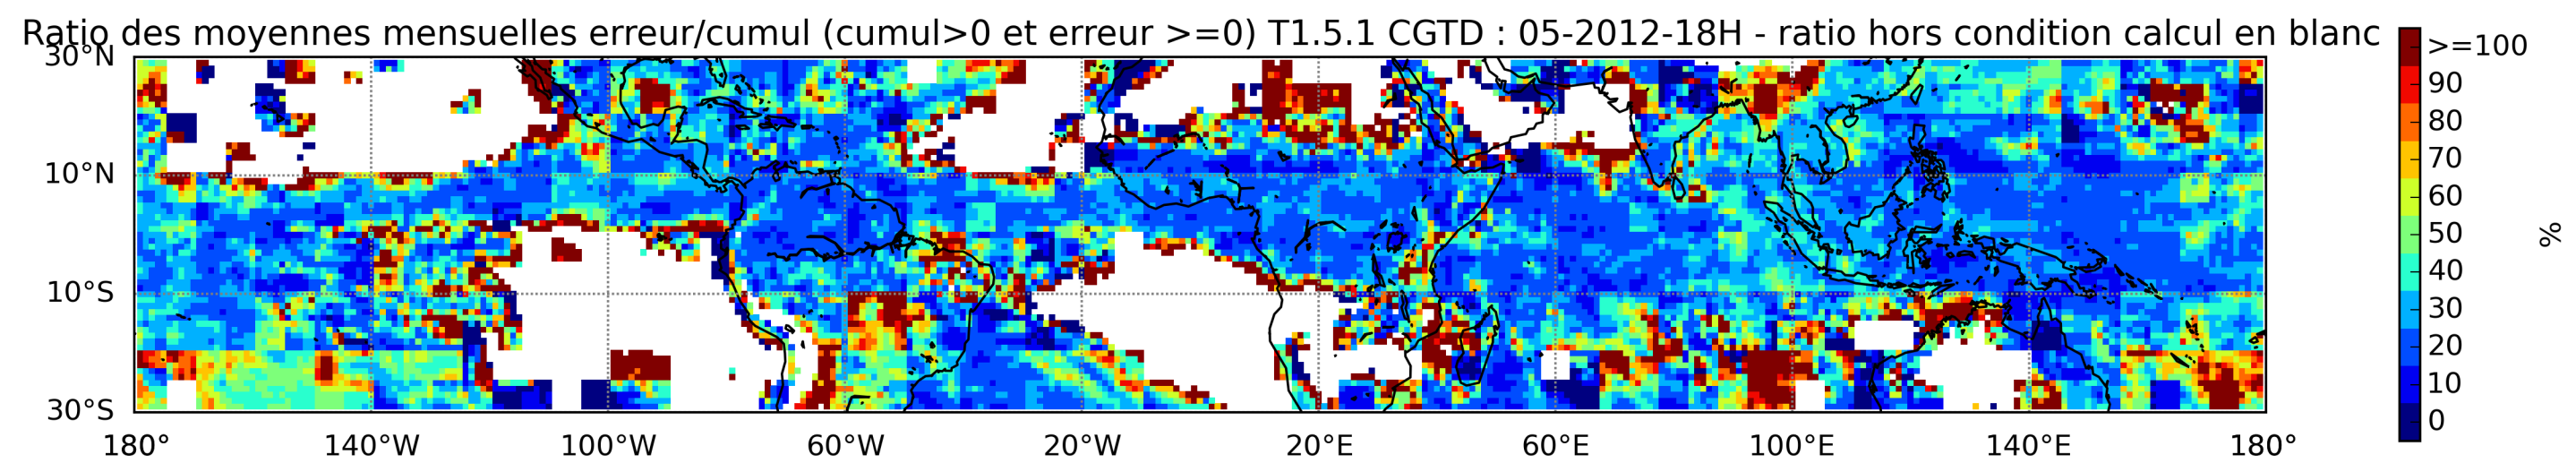 Ratio des moyennes mensuelles erreur/cumul (cumul>0 et erreur >=0) T1.5.1 CGTD : 05-2012-18H - ratio hors condition calcul en blanc
30°N
10°N
10°S
30°S
180° 140°W 100°W 60°W 20°W 20°E 60°E 100°E 140°E 180°
>=100
90
80
70
60
50
40
30
20
10
0
%